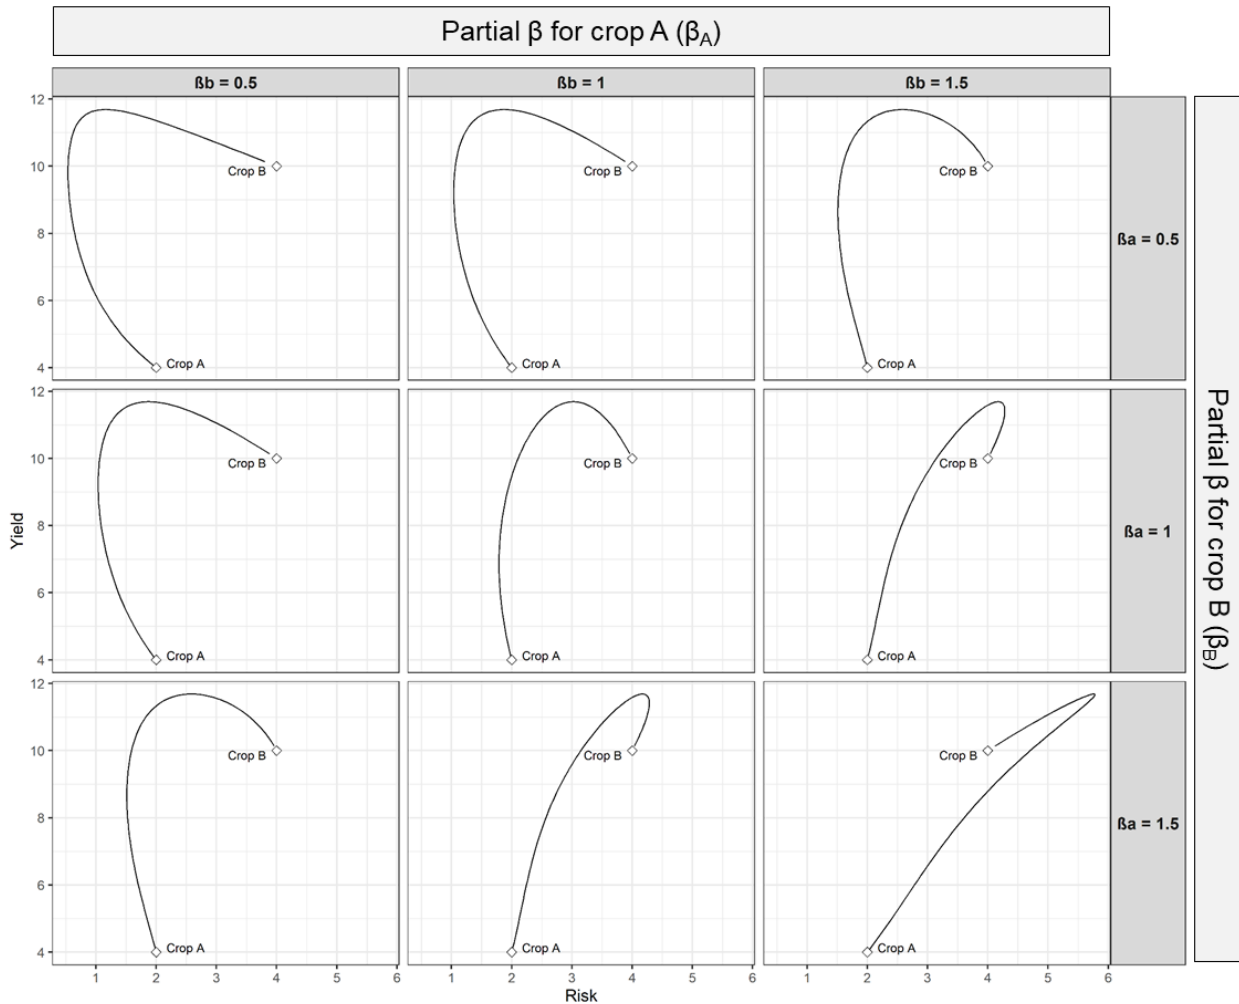 Partial β for crop A (βA)
ßb = 0.5
ßb = 1
ßb = 1.5
12
10
8
6
4
Crop B
Crop A
Crop B
Crop A
Crop B
Crop A
ßa = 0.5
12
10
8
6
4
Crop B
Crop A
Crop B
Crop A
Crop B
Crop A
ßa = 1
12
10
8
6
4
Crop B
Crop A
Crop B
Crop A
Crop B
Crop A
ßa = 1.5
1 2 3 4 5 6
1 2 3 4 5 6
1 2 3 4 5 6
Risk
Yield
Partial β for crop B (βB)